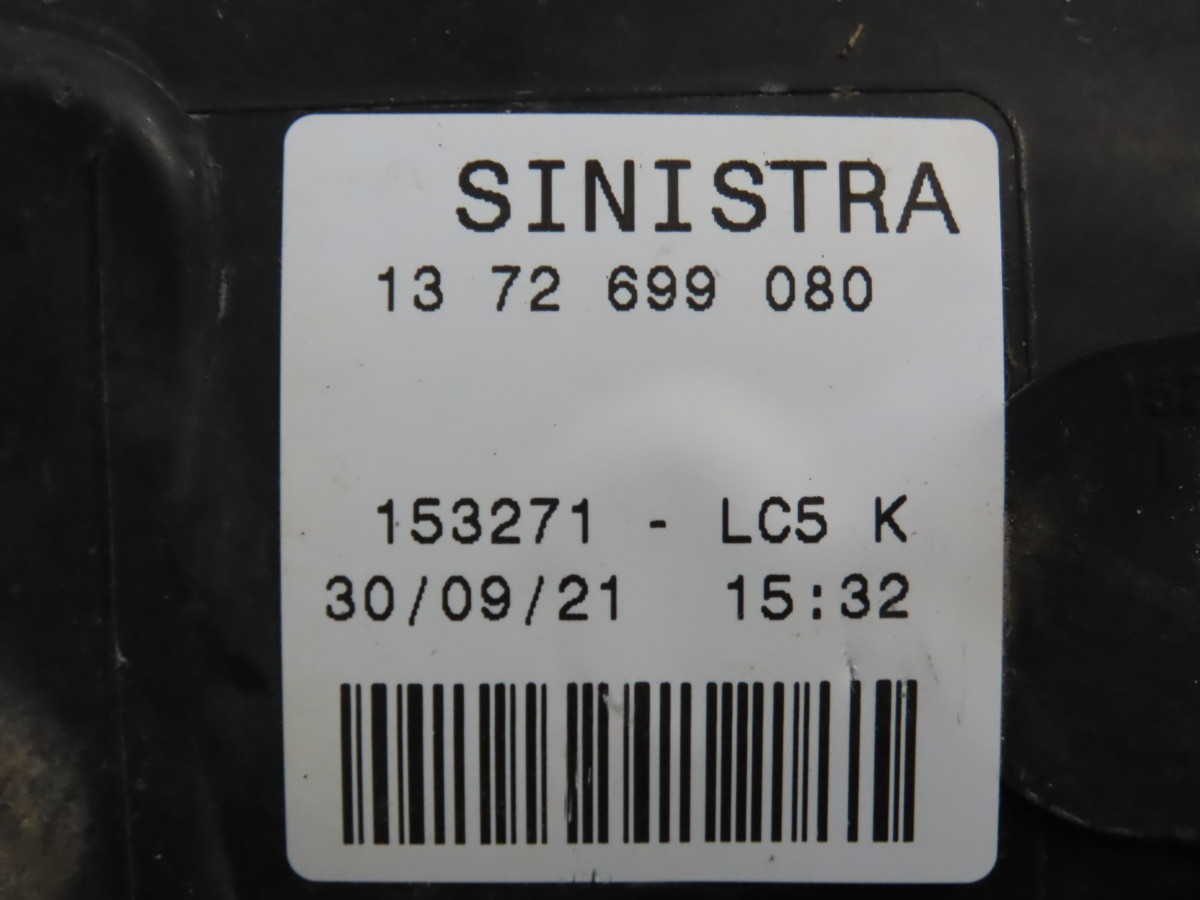 SINISTRA
13 72 699 080
153271 - LC5 K
30/09/21 15:32